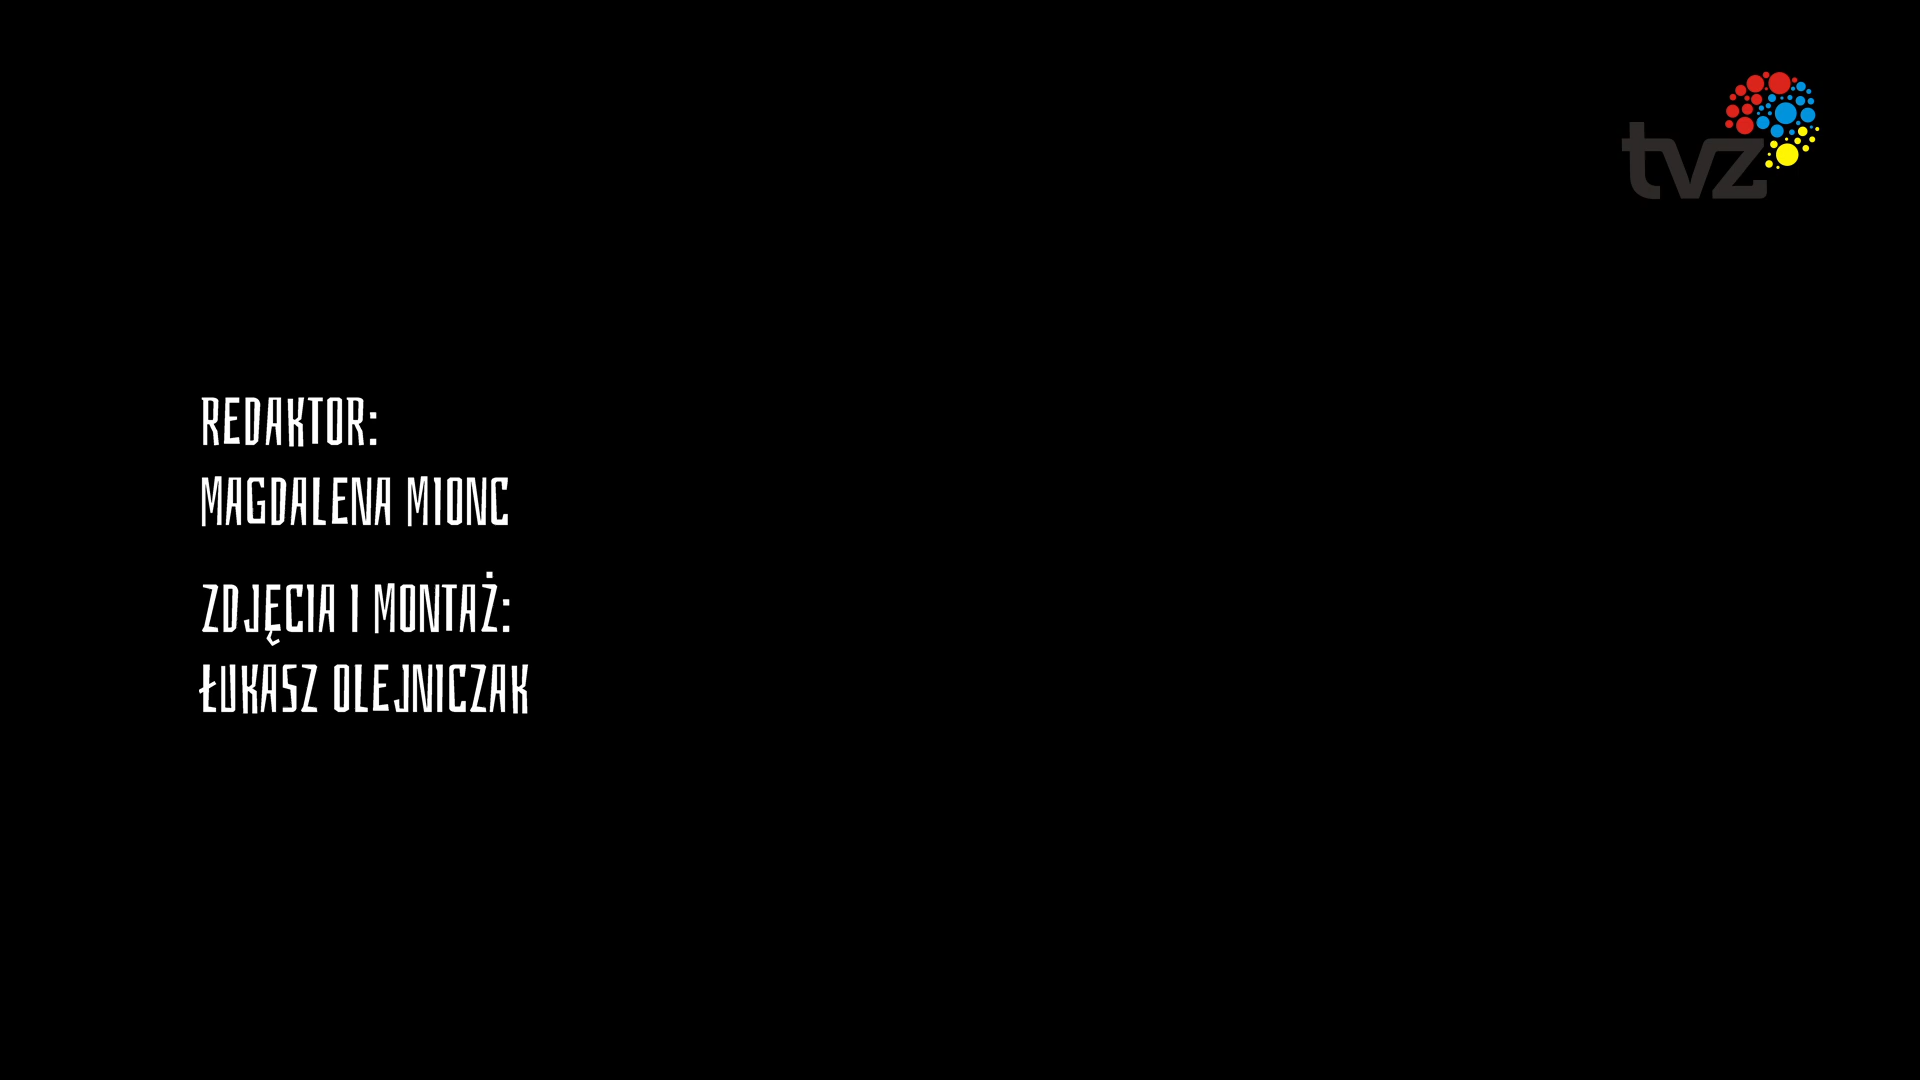 tvz
REDAKTOR:
MAGDALENA MIONC
ZDJĘCIA I MONTAŻ:
ŁUKASZ OLEJNICZAK